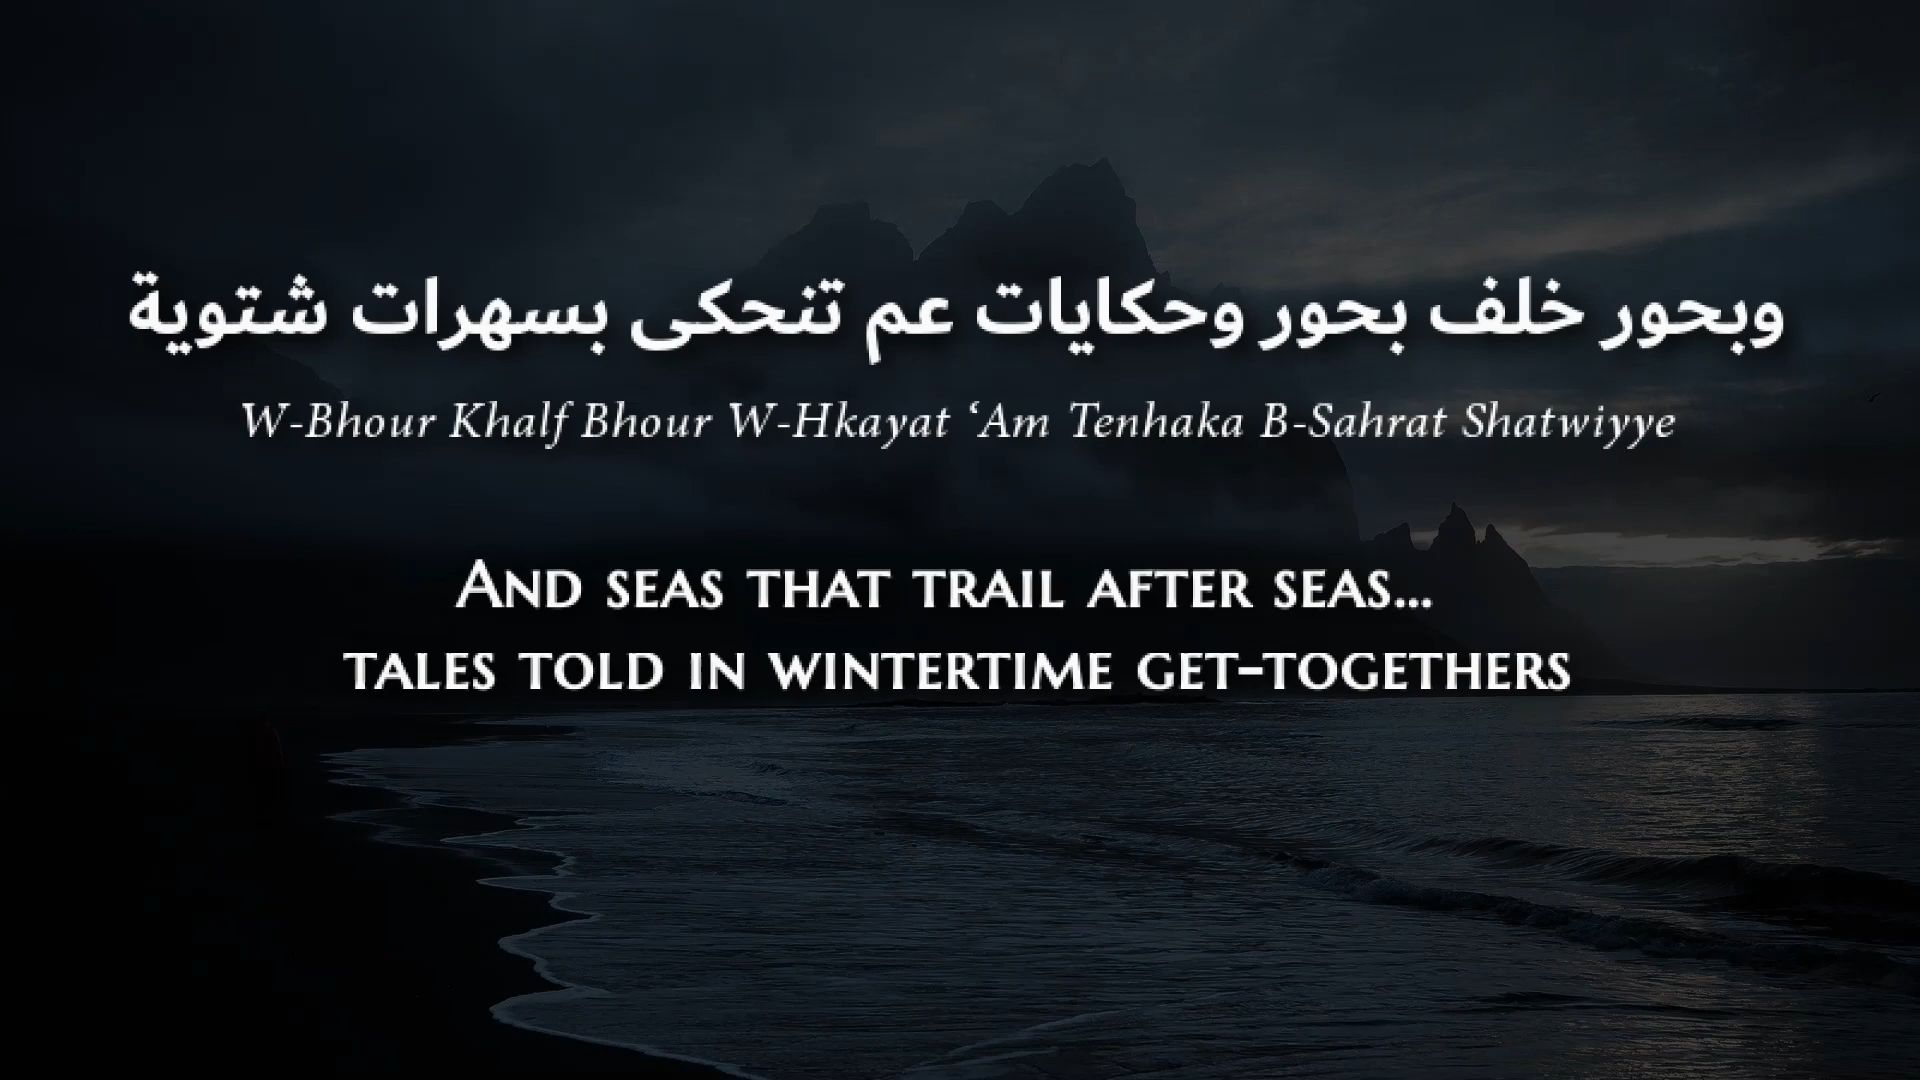 وبحور خلف بحور وحكايات عم تنحكى بسهرات شتوية
W-Bhour Khalf Bhour W-Hkayat ‘Am Tenhaka B-Sahrat Shatwiyye
And seas that trail after seas...
tales told in wintertime get-togethers